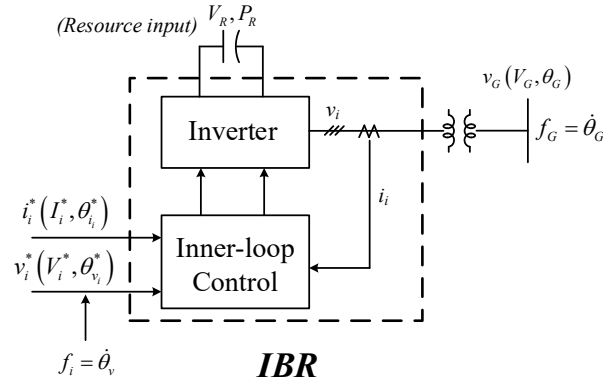 (Resource input)
V_R, P_R
v_G(V_G, θ_G)
Inverter
v_i
f_G = θ̇_G
i_i
i_i^*(I_i^*, θ_{i_i}^*)
Inner-loop
Control
v_i^*(V_i^*, θ_{v_i}^*)
f_i = θ̇_v
IBR